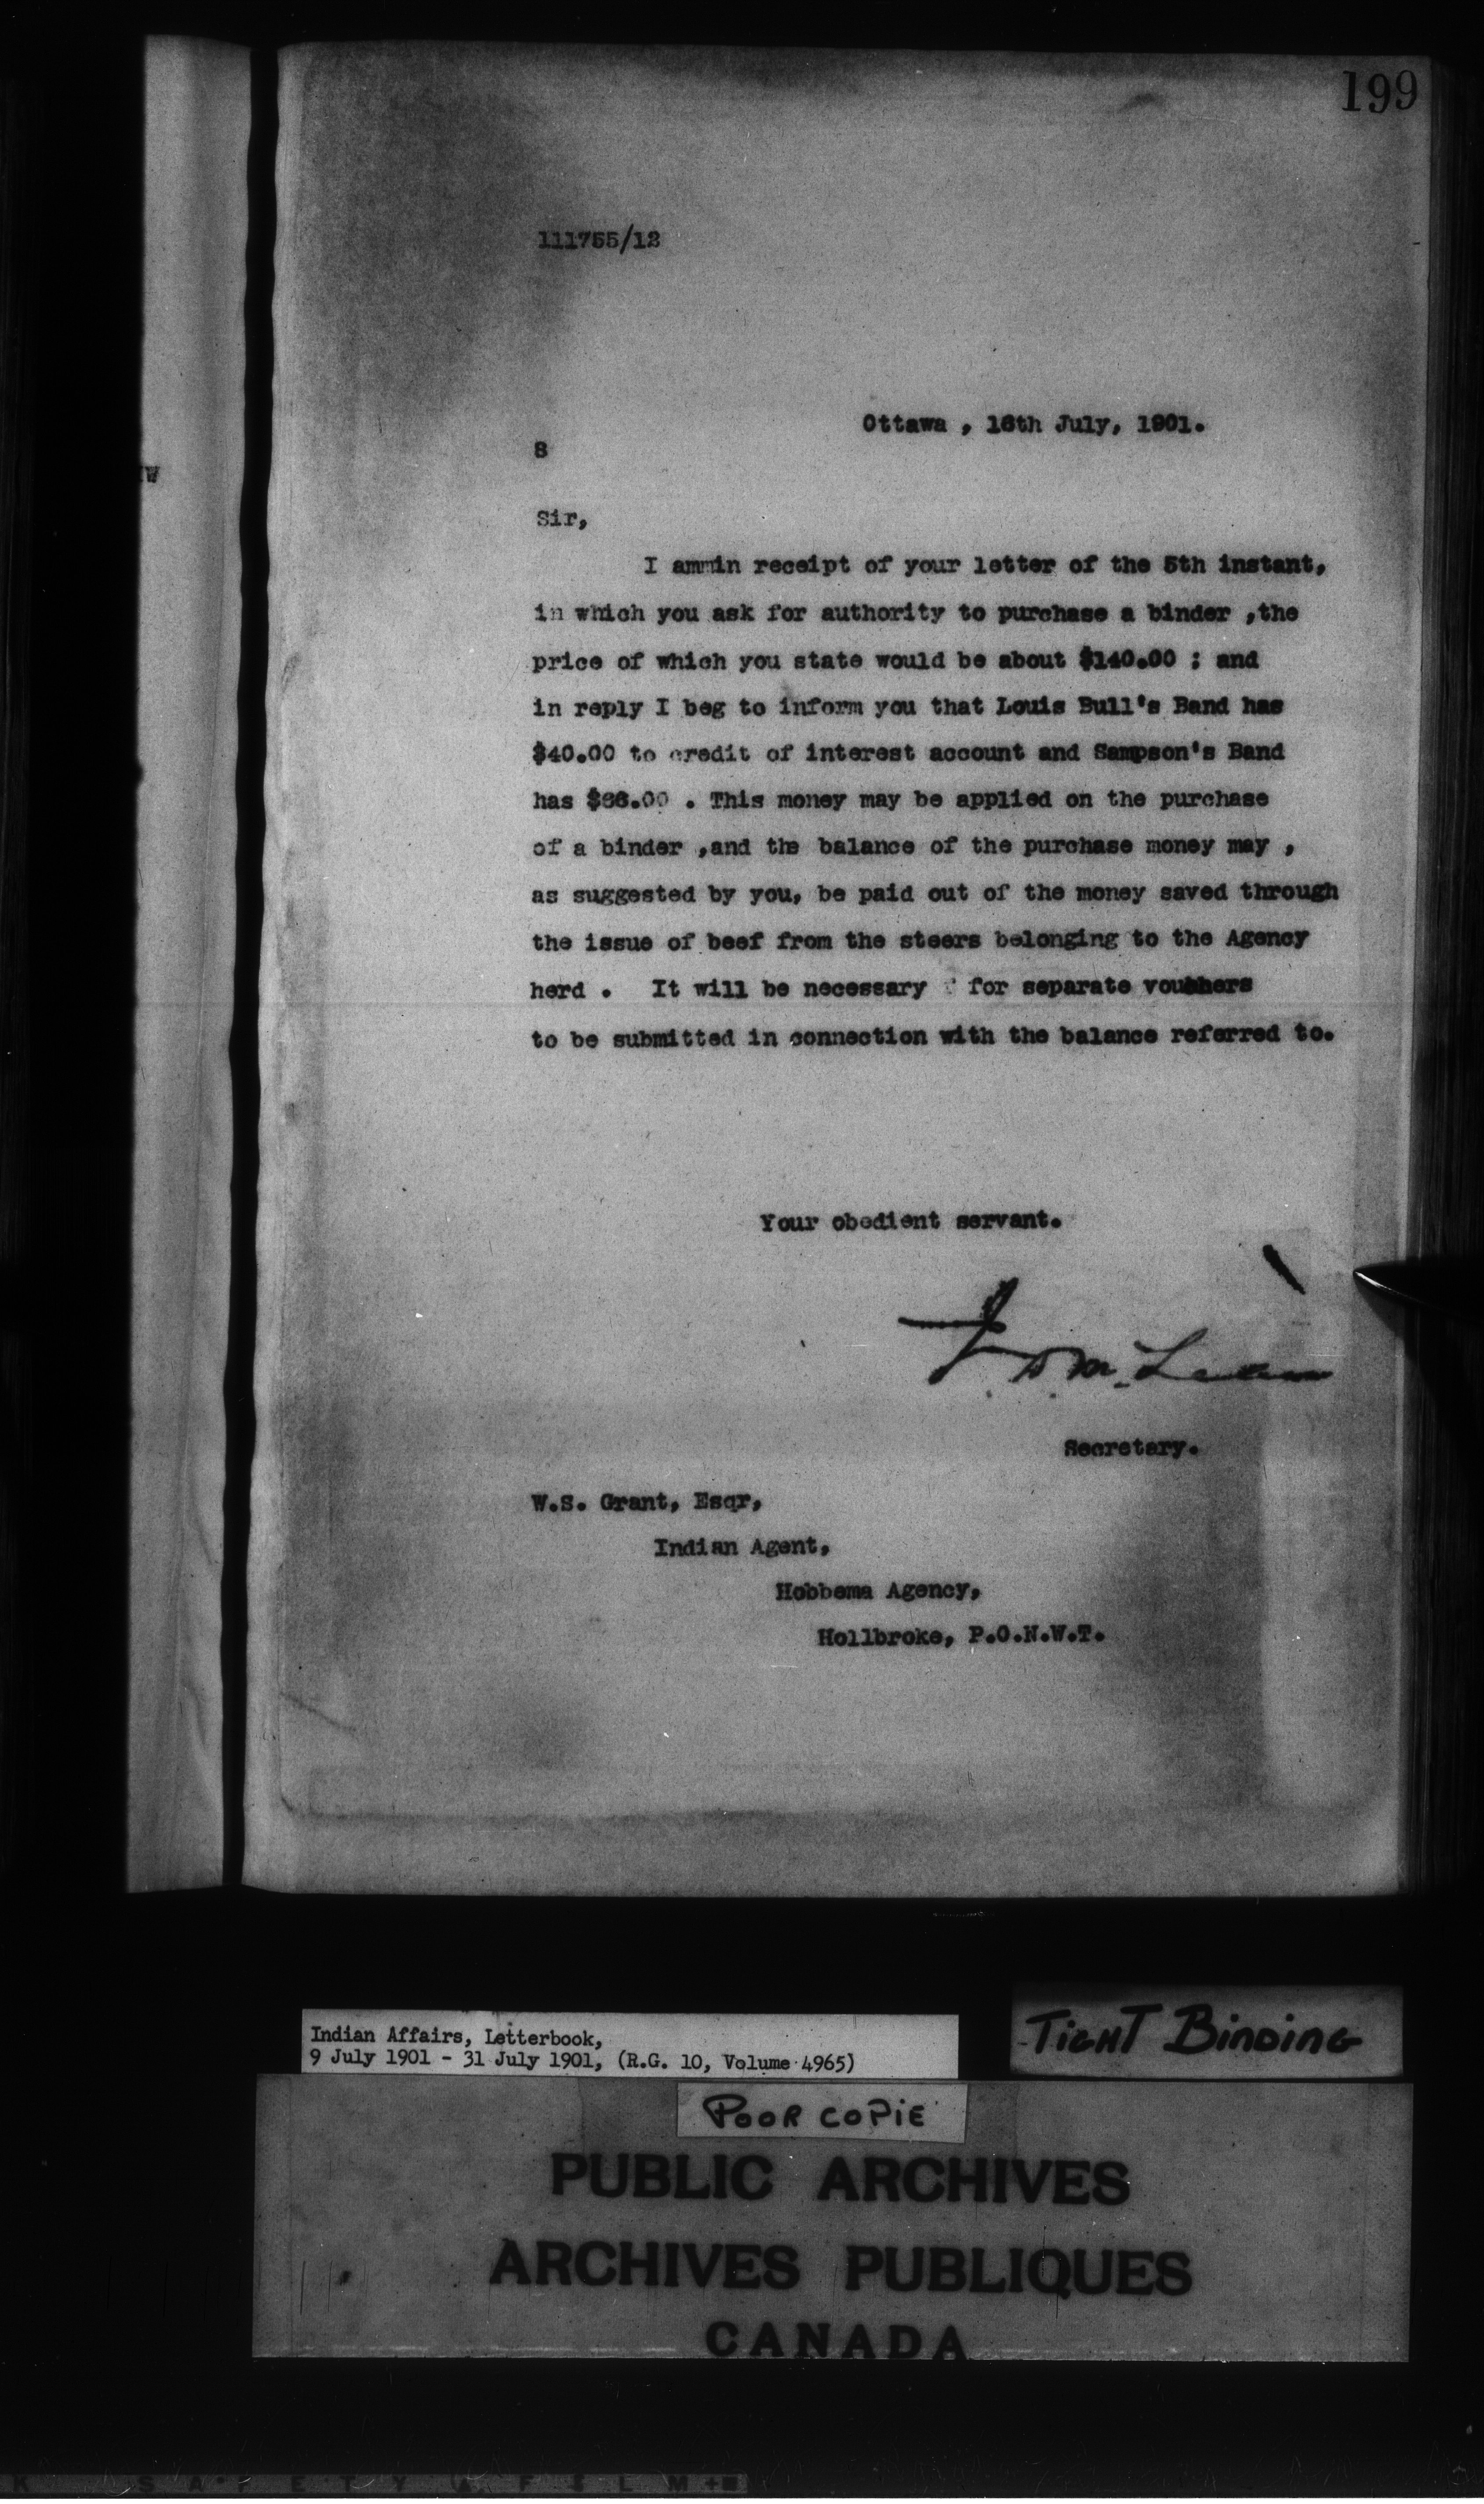 199
111755/12
Ottawa , 16th July, 1901.
S
W
Sir,
I ammin receipt of your letter of the 5th instant,
in which you ask for authority to purchase a binder ,the
price of which you state would be about $140.00 ; and
in reply I beg to inform you that Louis Bull's Band has
$40.00 to credit of interest account and Sampson's Band
has $66.00 . This money may be applied on the purchase
of a binder ,and the balance of the purchase money may ,
as suggested by you, be paid out of the money saved through
the issue of beef from the steers belonging to the Agency
herd . It will be necessary for separate vouchers
to be submitted in connection with the balance referred to.
Your obedient servant.
J. D. McLean
Secretary.
W.S. Grant, Esqr,
Indian Agent,
Hobbema Agency,
Hollbroke, P.O.N.W.T.
Indian Affairs, Letterbook,
9 July 1901 - 31 July 1901, (R.G. 10, Volume 4965)
TIGHT BINDING
POOR COPIE
PUBLIC ARCHIVES
ARCHIVES PUBLIQUES
CANADA
K SAFETY FILM